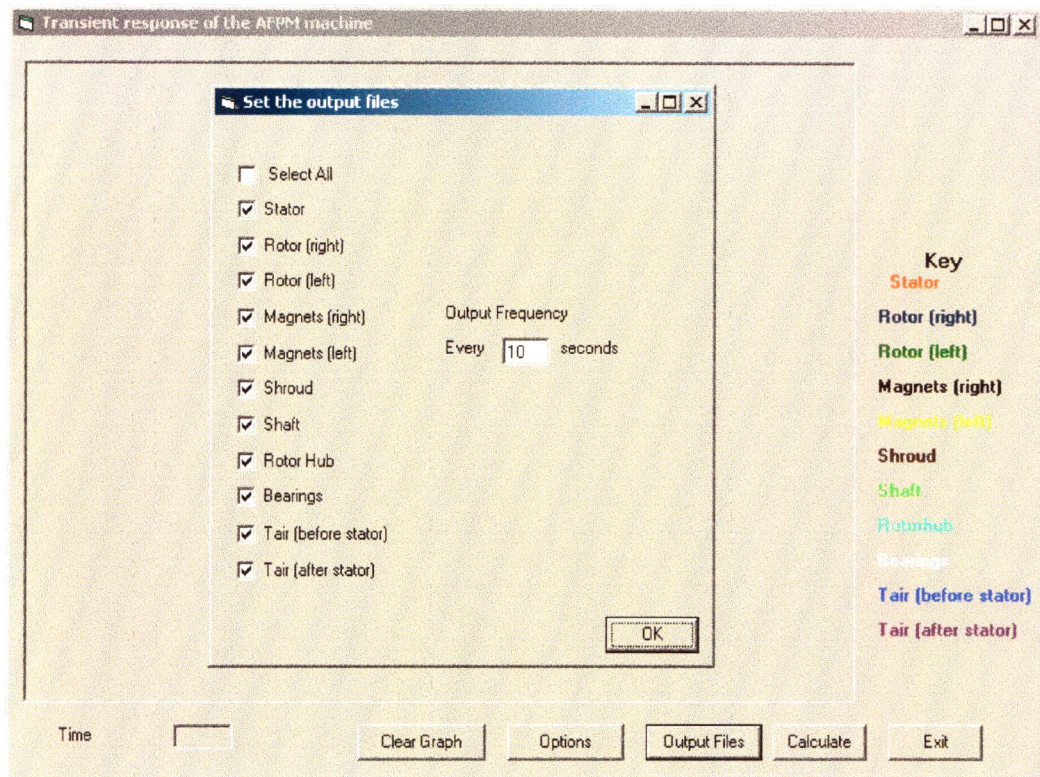 Transient response of the AFPM machine
Set the output files
Select All
Stator
Rotor (right)
Rotor (left)
Magnets (right)
Magnets (left)
Shroud
Shaft
Rotor Hub
Bearings
Tair (before stator)
Tair (after stator)
Output Frequency
Every 10 seconds
OK
Key
Stator
Rotor (right)
Rotor (left)
Magnets (right)
Magnets (left)
Shroud
Shaft
Rotorhub
Bearings
Tair (before stator)
Tair (after stator)
Time
Clear Graph
Options
Output Files
Calculate
Exit